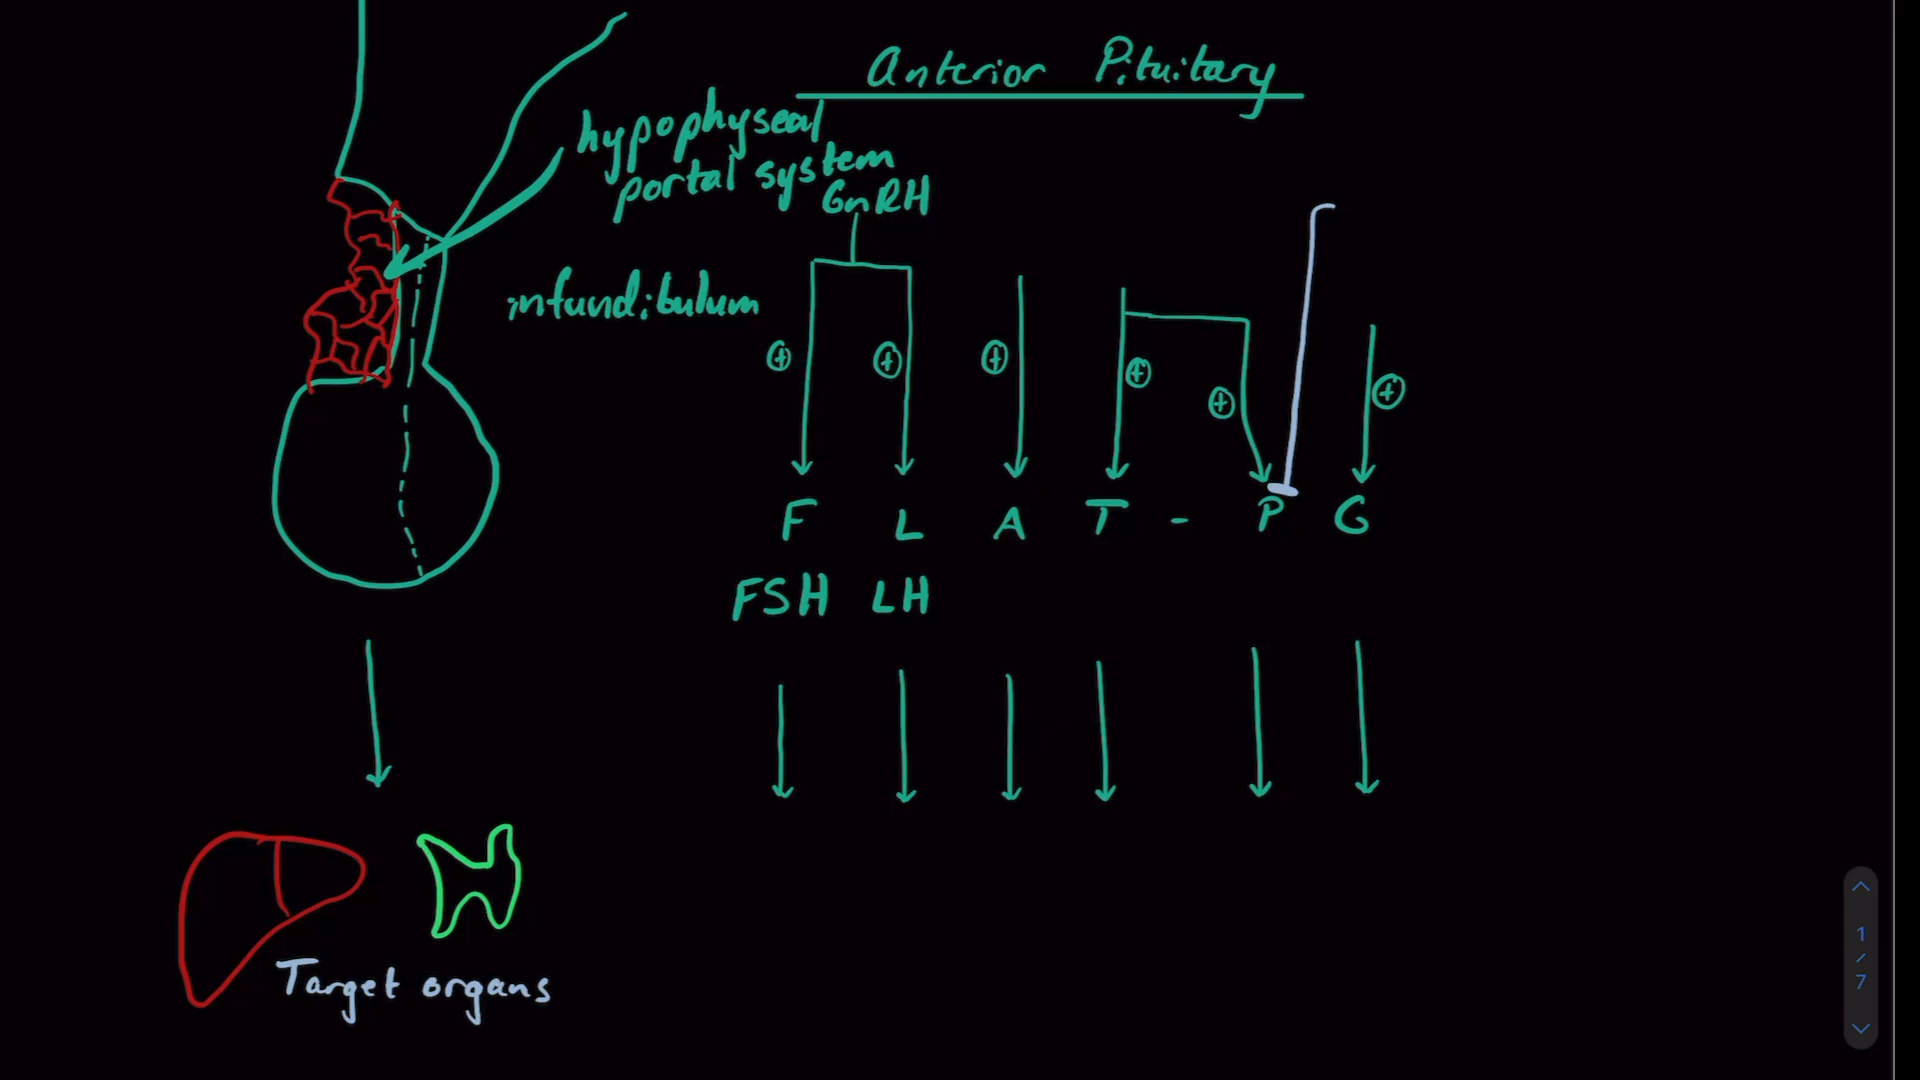 Anterior Pituitary
hypophyseal
portal system
GnRH
infundibulum
+ + + + + +
F L A T - P G
FSH LH
Target organs
1
/
7